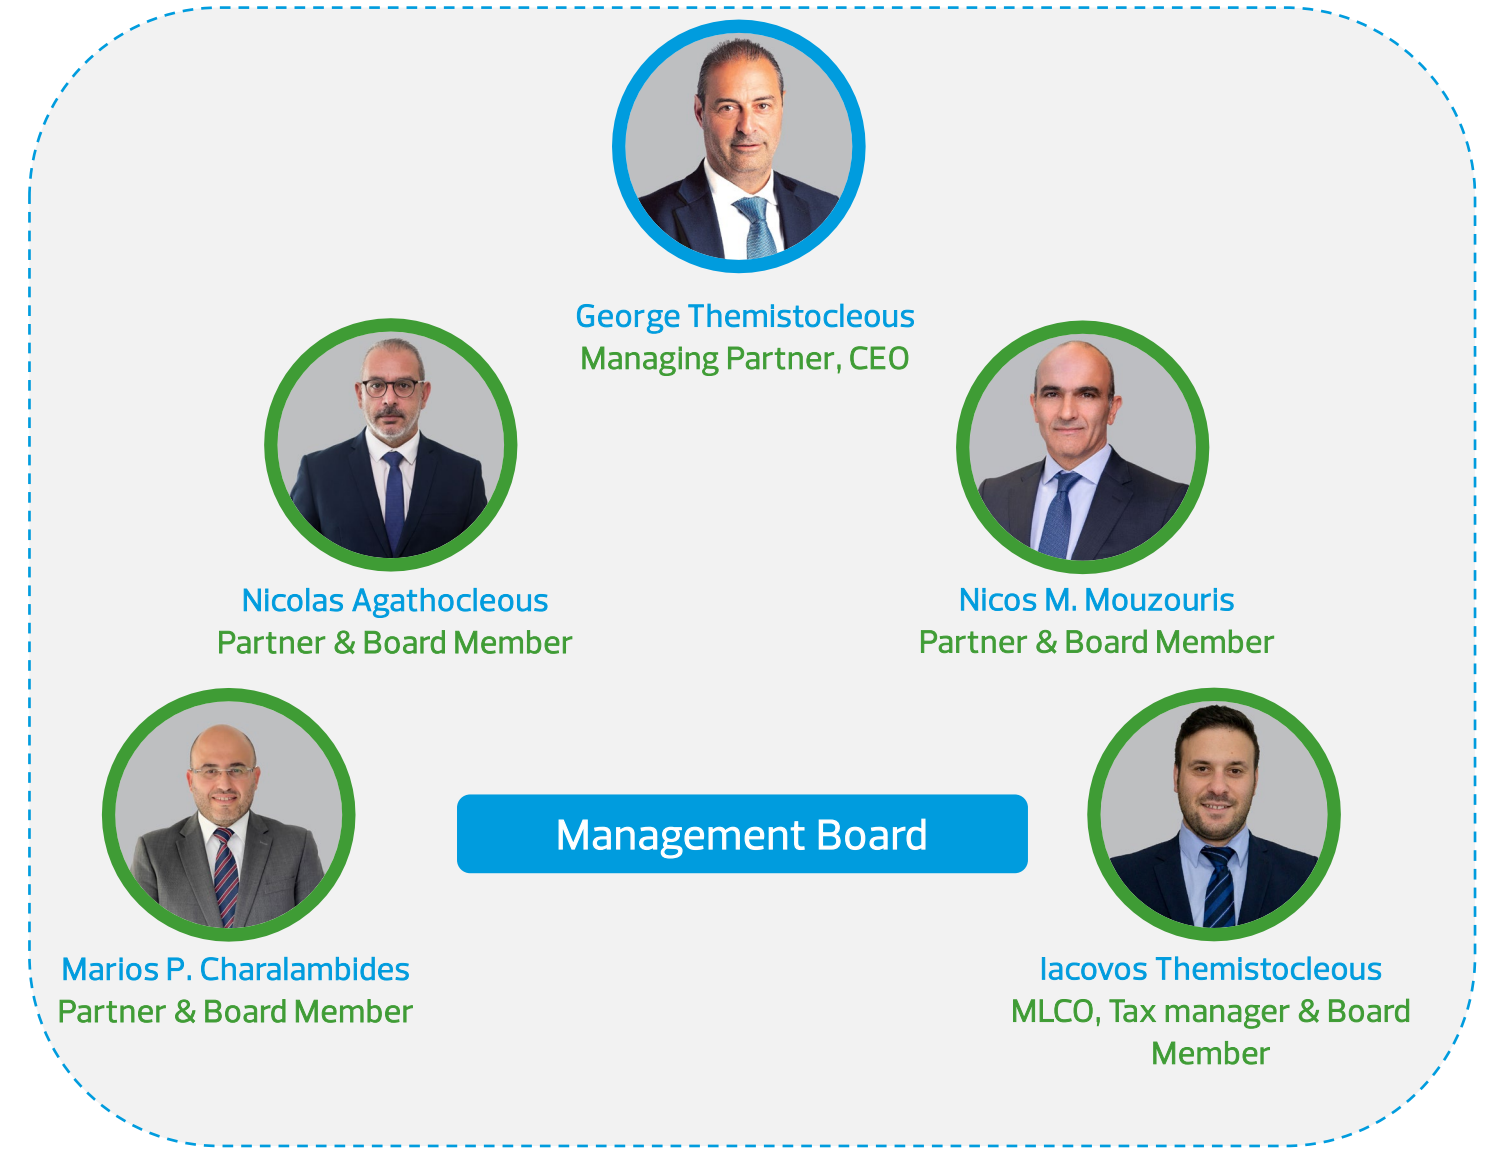 George Themistocleous
Managing Partner, CEO
Nicolas Agathocleous
Partner & Board Member
Nicos M. Mouzouris
Partner & Board Member
Management Board
Marios P. Charalambides
Partner & Board Member
Iacovos Themistocleous
MLCO, Tax manager & Board
Member